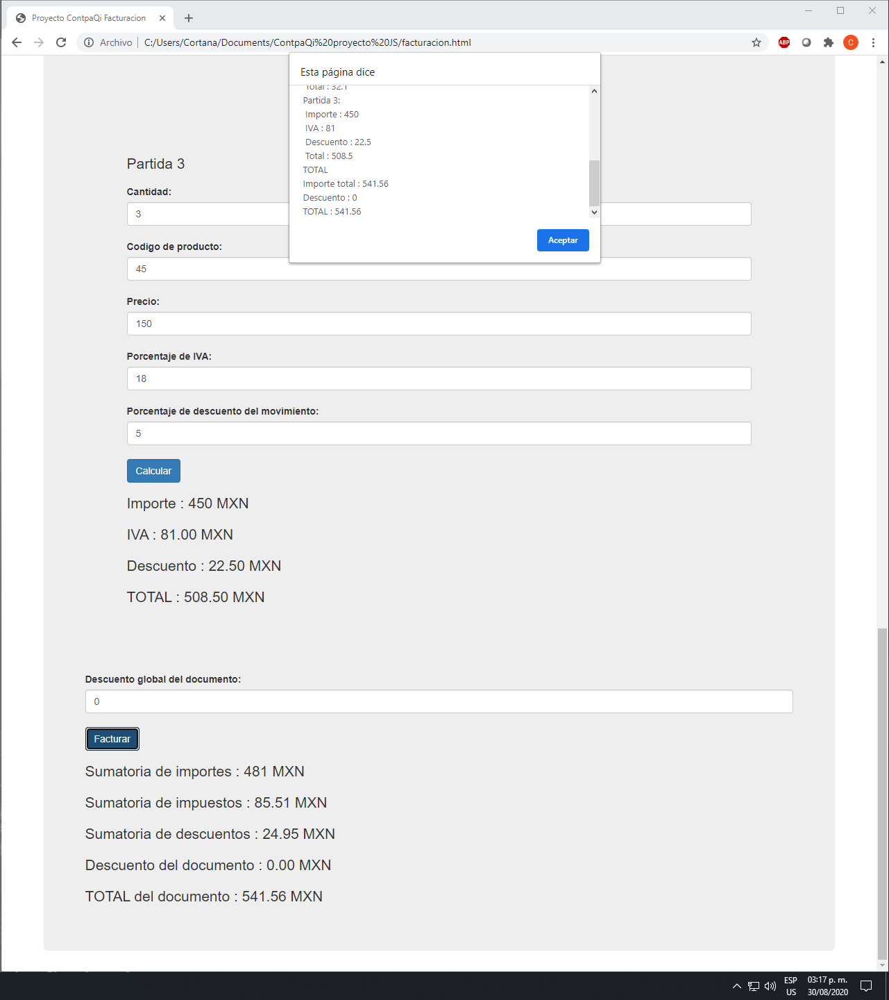 Proyecto ContpaQi Facturacion
Archivo C:/Users/Cortana/Documents/ContpaQi%20proyecto%20JS/facturacion.html
ABP
C
Esta página dice
Total : 32.1
Partida 3:
Importe : 450
IVA : 81
Descuento : 22.5
Total : 508.5
TOTAL
Importe total : 541.56
Descuento : 0
TOTAL : 541.56
Aceptar
Partida 3
Cantidad:
3
Codigo de producto:
45
Precio:
150
Porcentaje de IVA:
18
Porcentaje de descuento del movimiento:
5
Calcular
Importe : 450 MXN
IVA : 81.00 MXN
Descuento : 22.50 MXN
TOTAL : 508.50 MXN
Descuento global del documento:
0
Facturar
Sumatoria de importes : 481 MXN
Sumatoria de impuestos : 85.51 MXN
Sumatoria de descuentos : 24.95 MXN
Descuento del documento : 0.00 MXN
TOTAL del documento : 541.56 MXN
ESP
US
03:17 p. m.
30/08/2020